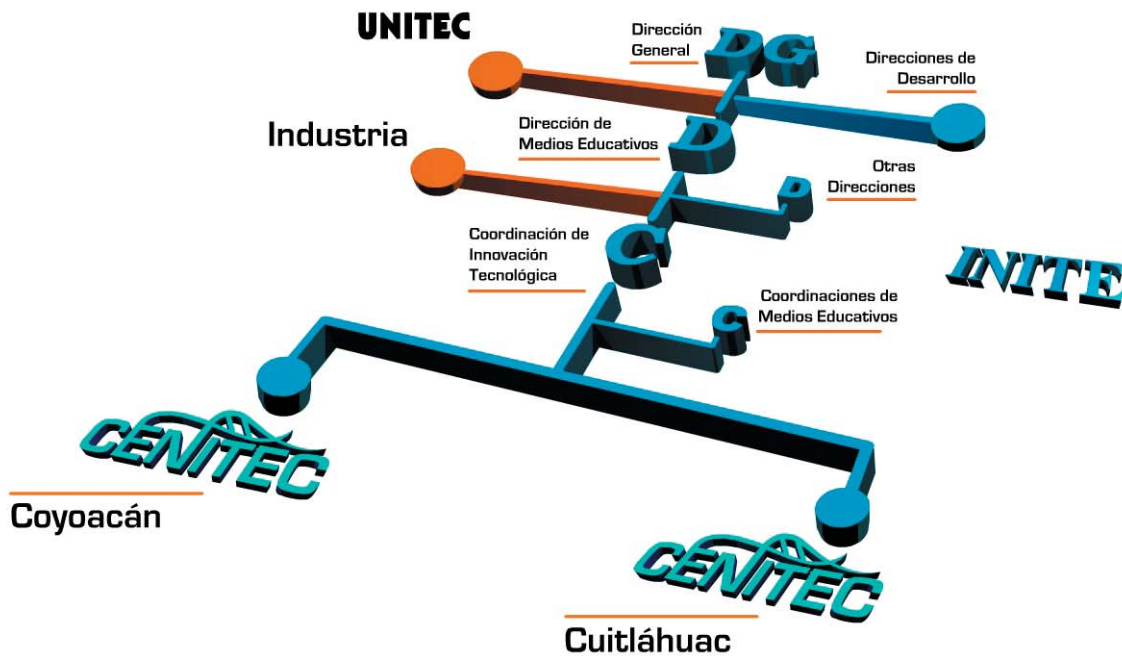 UNITEC
Dirección
General
DG
Direcciones de
Desarrollo
Industria
Dirección de
Medios Educativos
D
Otras
Direcciones
D
Coordinación de
Innovación
Tecnológica
C
INITE
Coordinaciones de
Medios Educativos
C
CENITEC
Coyoacán
CENITEC
Cuitláhuac